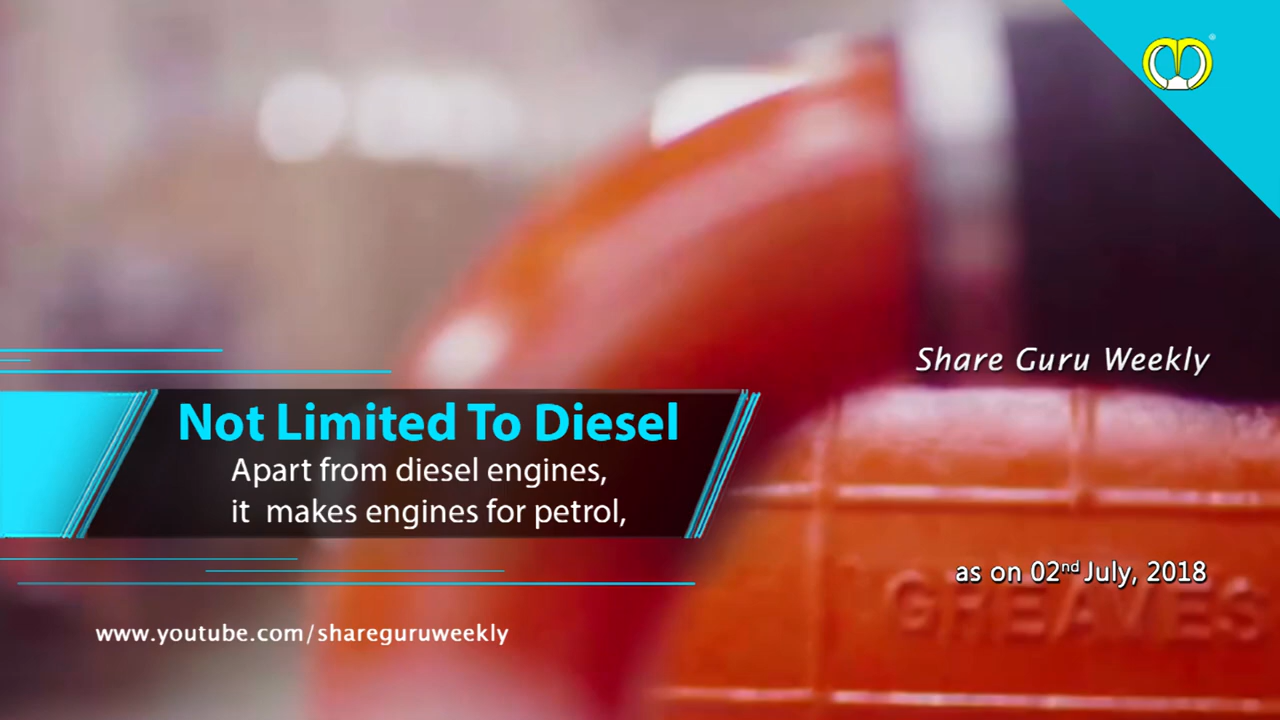 Share Guru Weekly
Not Limited To Diesel
Apart from diesel engines,
it makes engines for petrol,
as on 02nd July, 2018
GREAVES
www.youtube.com/shareguruweekly